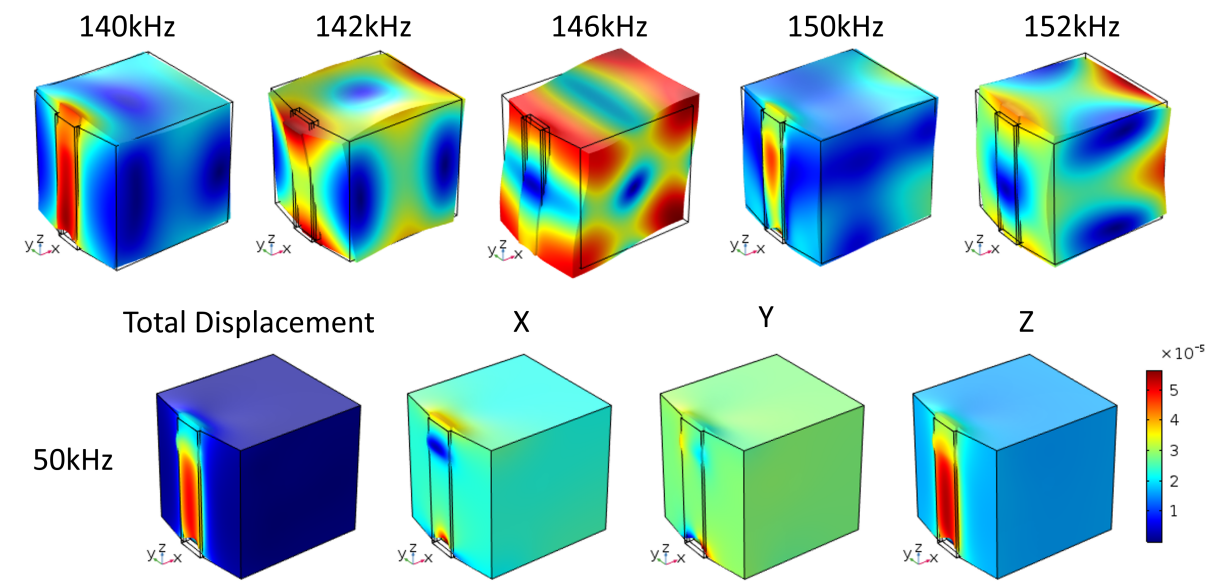 140kHz 142kHz 146kHz 150kHz 152kHz
y z x y z x y z x y z x y z x
Total Displacement X Y Z
×10⁻⁵
5
4
50kHz
3
2
1
y z x y z x y z x y z x